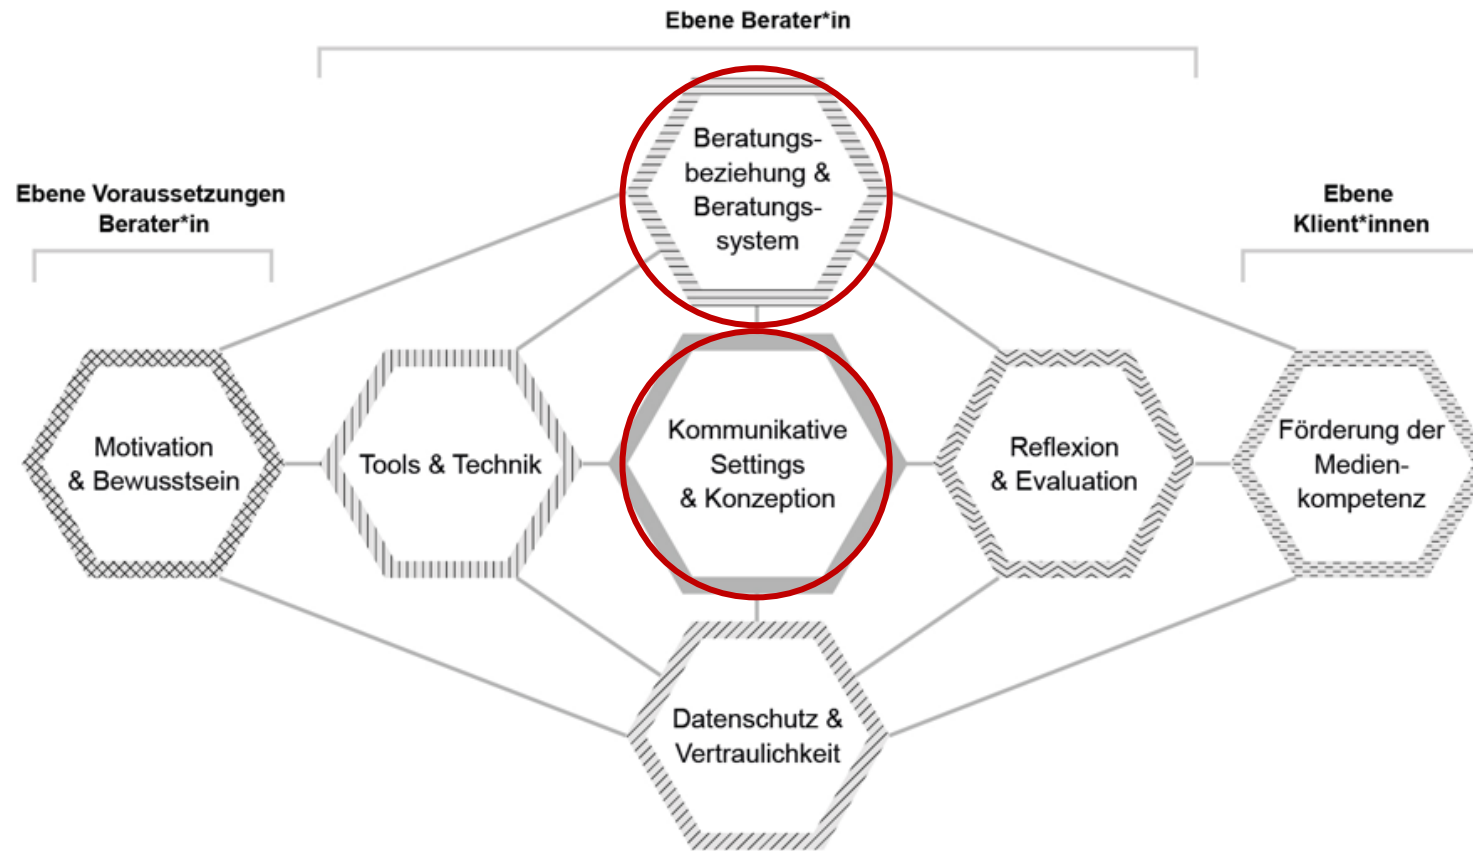 Ebene Berater*in
Ebene Voraussetzungen
Berater*in
Ebene
Klient*innen
Beratungs-
beziehung &
Beratungs-
system
Motivation
& Bewusstsein
Tools & Technik
Kommunikative
Settings
& Konzeption
Reflexion
& Evaluation
Förderung der
Medien-
kompetenz
Datenschutz &
Vertraulichkeit